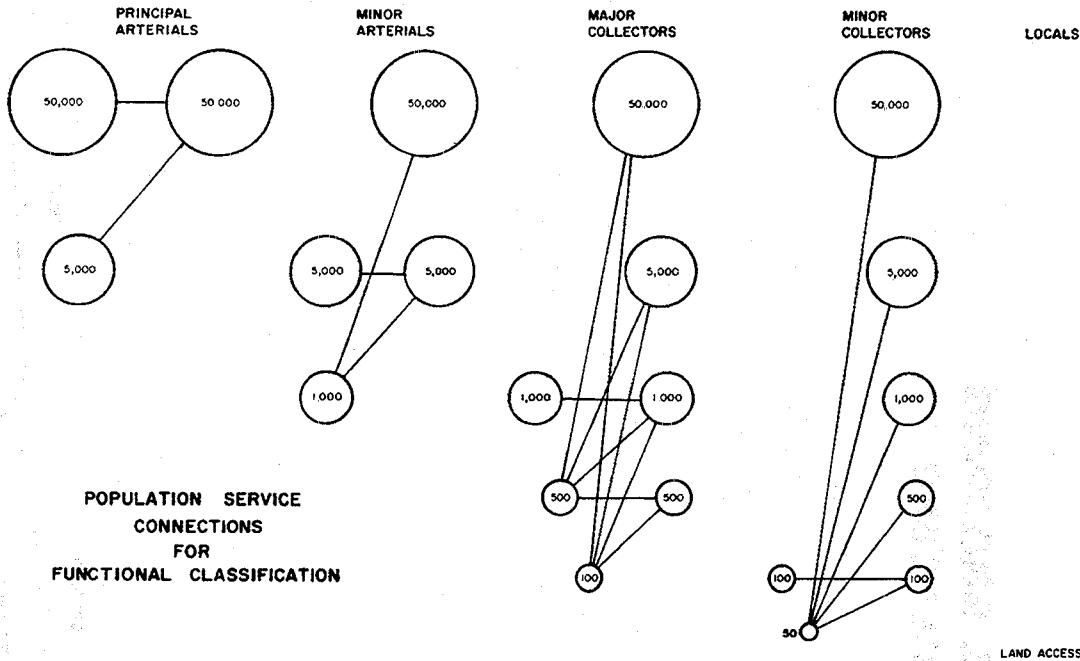 PRINCIPAL
ARTERIALS
MINOR
ARTERIALS
MAJOR
COLLECTORS
MINOR
COLLECTORS
LOCALS
50,000
50 000
50,000
50,000
50,000
5,000
5,000
5,000
5,000
5,000
1,000
1,000
1 000
1,000
500
500
500
100
100
100
50
POPULATION SERVICE
CONNECTIONS
FOR
FUNCTIONAL CLASSIFICATION
LAND ACCESS